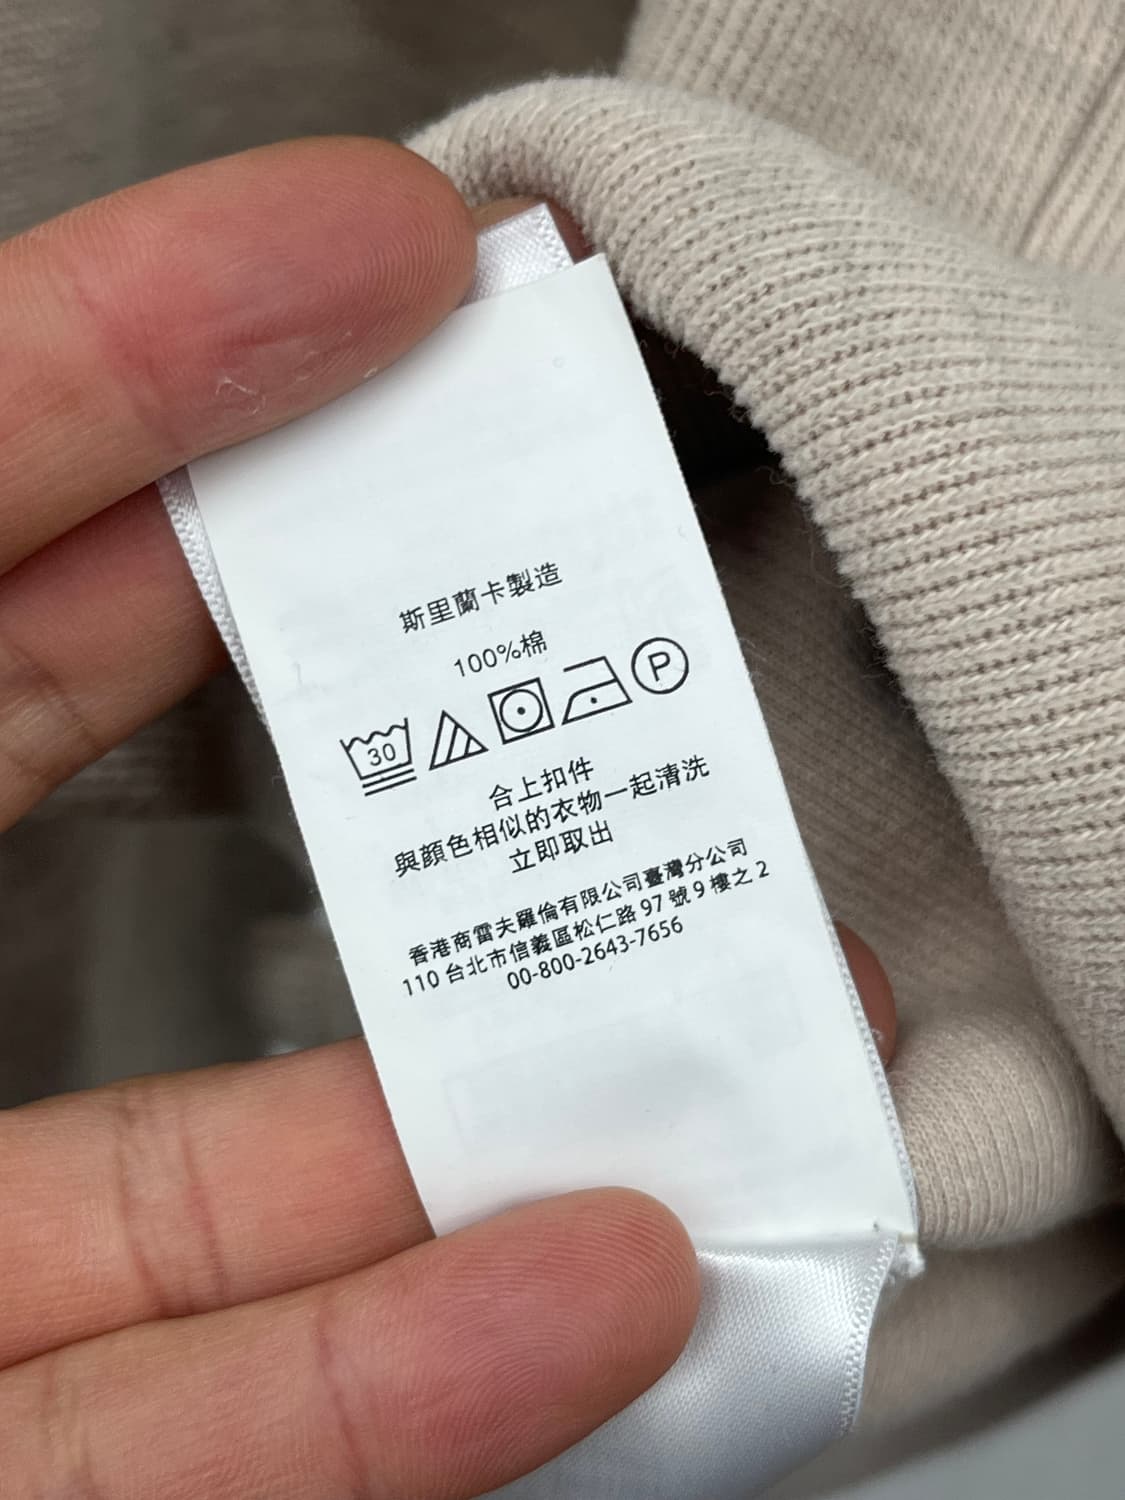 斯里蘭卡製造
100%棉
30
P
合上扣件
與顏色相似的衣物一起清洗
立即取出
香港商雷夫羅倫有限公司臺灣分公司
110 台北市信義區松仁路 97 號 9 樓之 2
00-800-2643-7656